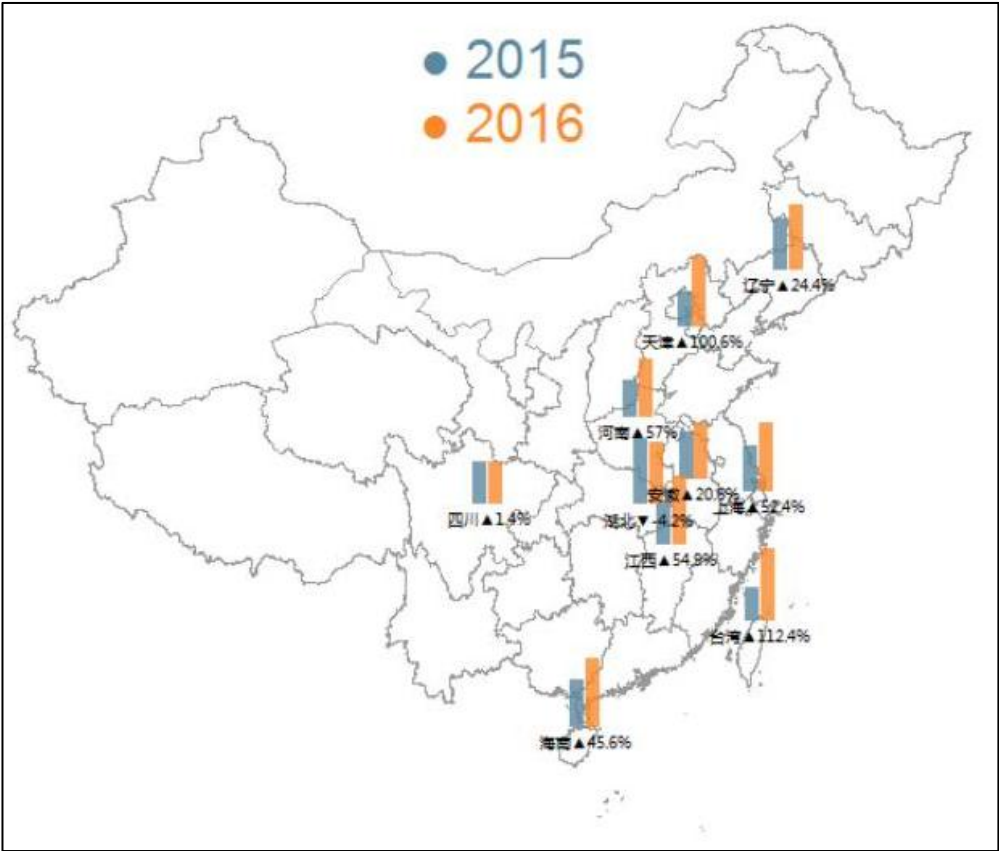 2015
2016
辽宁▲24.4%
天津▲100.6%
河南▲57%
安徽▲20.8%
上海▲52.4%
四川▲1.4%
湖北▼-4.2%
江西▲54.9%
台湾▲112.4%
海南▲45.6%